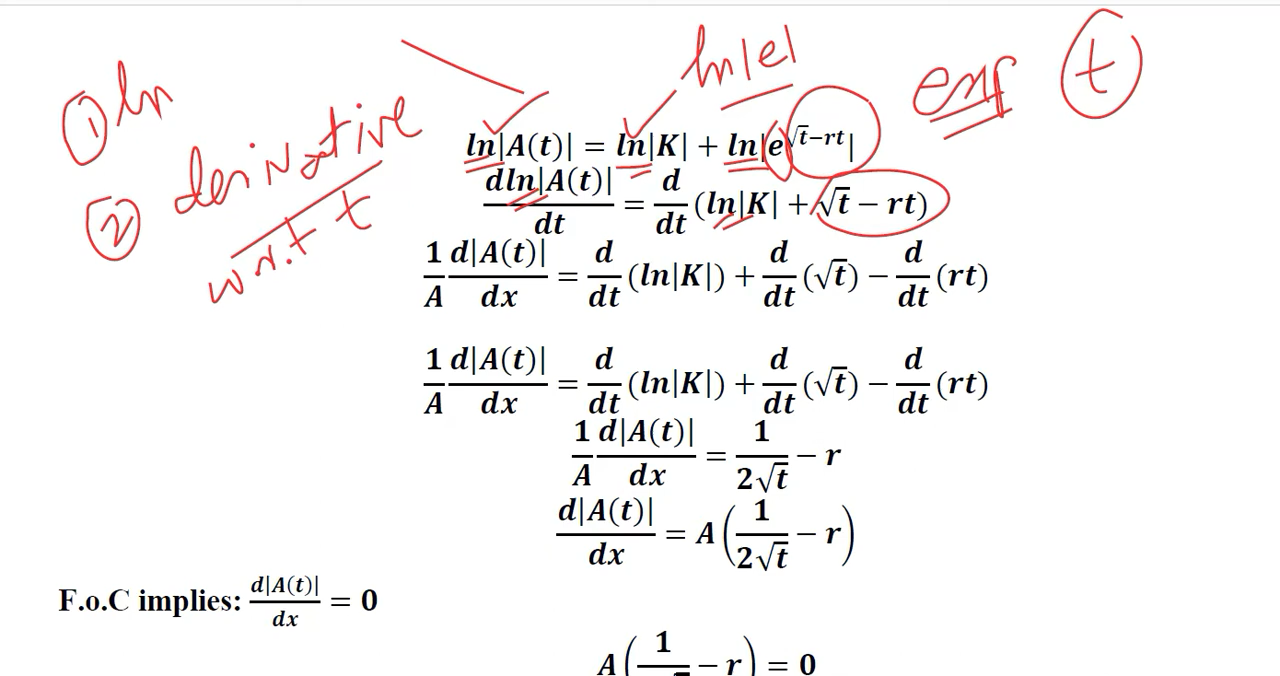 ① ln
② derivative
w.r.t t
ln|e|
exp t
ln|A(t)| = ln|K| + ln|e^{√t−rt}|
dln|A(t)|/dt = d/dt (ln|K| + √t − rt)
1/A d|A(t)|/dx = d/dt (ln|K|) + d/dt (√t) − d/dt (rt)
1/A d|A(t)|/dx = d/dt (ln|K|) + d/dt (√t) − d/dt (rt)
1/A d|A(t)|/dx = 1/2√t − r
d|A(t)|/dx = A(1/2√t − r)
F.o.C implies: d|A(t)|/dx = 0
A(1/ − r) = 0